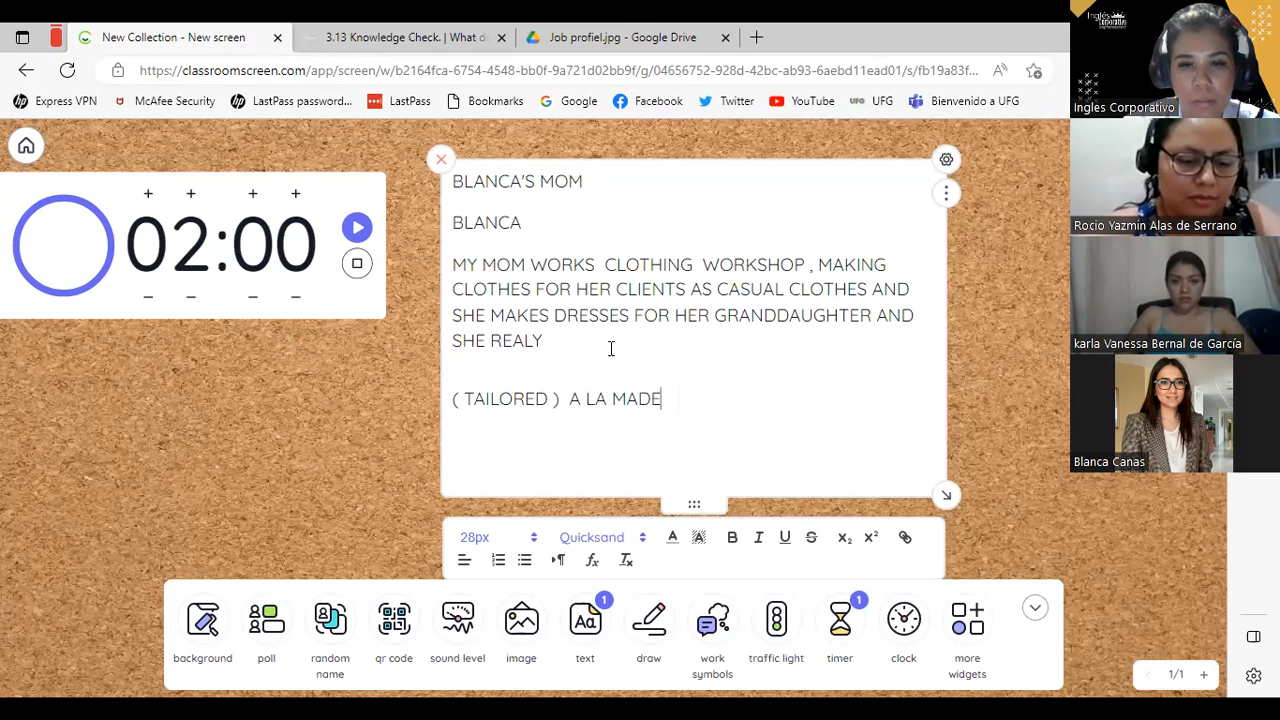 New Collection - New screen
3.13 Knowledge Check. | What d
Job profiel.jpg - Google Drive
https://classroomscreen.com/app/screen/w/b2164fca-6754-4548-bb0f-9a721d02bb9f/g/04656752-928d-42bc-ab93-6aebd11ead01/s/fb19a83f...
Express VPN
McAfee Security
LastPass password...
LastPass
Bookmarks
Google
Facebook
Twitter
YouTube
UFG
Bienvenido a UFG
02:00
BLANCA'S MOM
BLANCA
MY MOM WORKS CLOTHING WORKSHOP , MAKING
CLOTHES FOR HER CLIENTS AS CASUAL CLOTHES AND
SHE MAKES DRESSES FOR HER GRANDDAUGHTER AND
SHE REALY
( TAILORED ) A LA MADE
28px
Quicksand
background
poll
random
name
qr code
sound level
image
1
text
draw
work
symbols
traffic light
1
timer
clock
more
widgets
1/1
Inglés
Corporativo
Ingles Corporativo
Rocio Yazmin Alas de Serrano
karla Vanessa Bernal de García
Blanca Canas